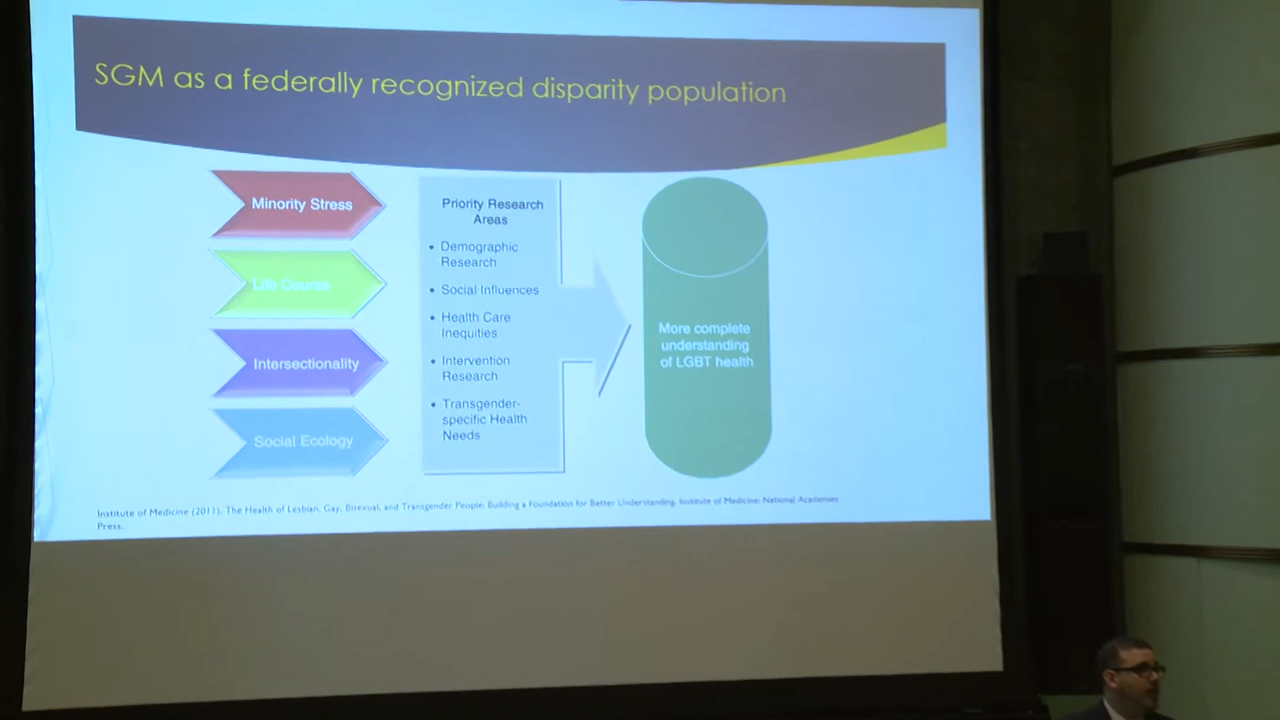 SGM as a federally recognized disparity population
Minority Stress
Life Course
Intersectionality
Social Ecology
Priority Research
Areas
• Demographic
Research
• Social Influences
• Health Care
Inequities
• Intervention
Research
• Transgender-
specific Health
Needs
More complete
understanding
of LGBT health
Institute of Medicine (2011). The Health of Lesbian, Gay, Bisexual, and Transgender People: Building a Foundation for Better Understanding. Institute of Medicine: National Academies
Press.